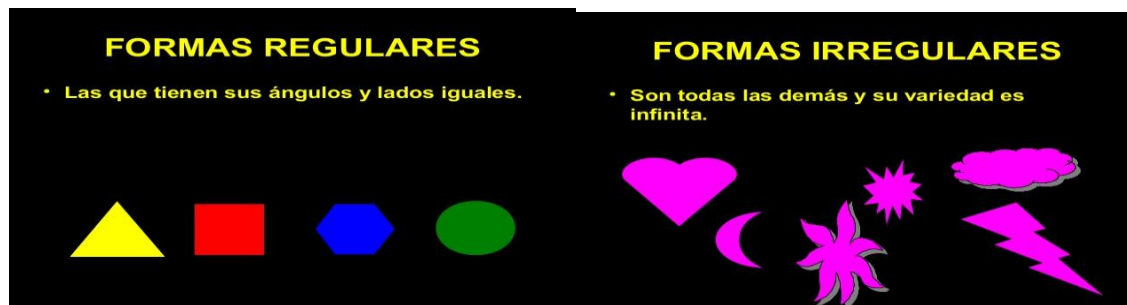 FORMAS REGULARES
• Las que tienen sus ángulos y lados iguales.
FORMAS IRREGULARES
• Son todas las demás y su variedad es
infinita.